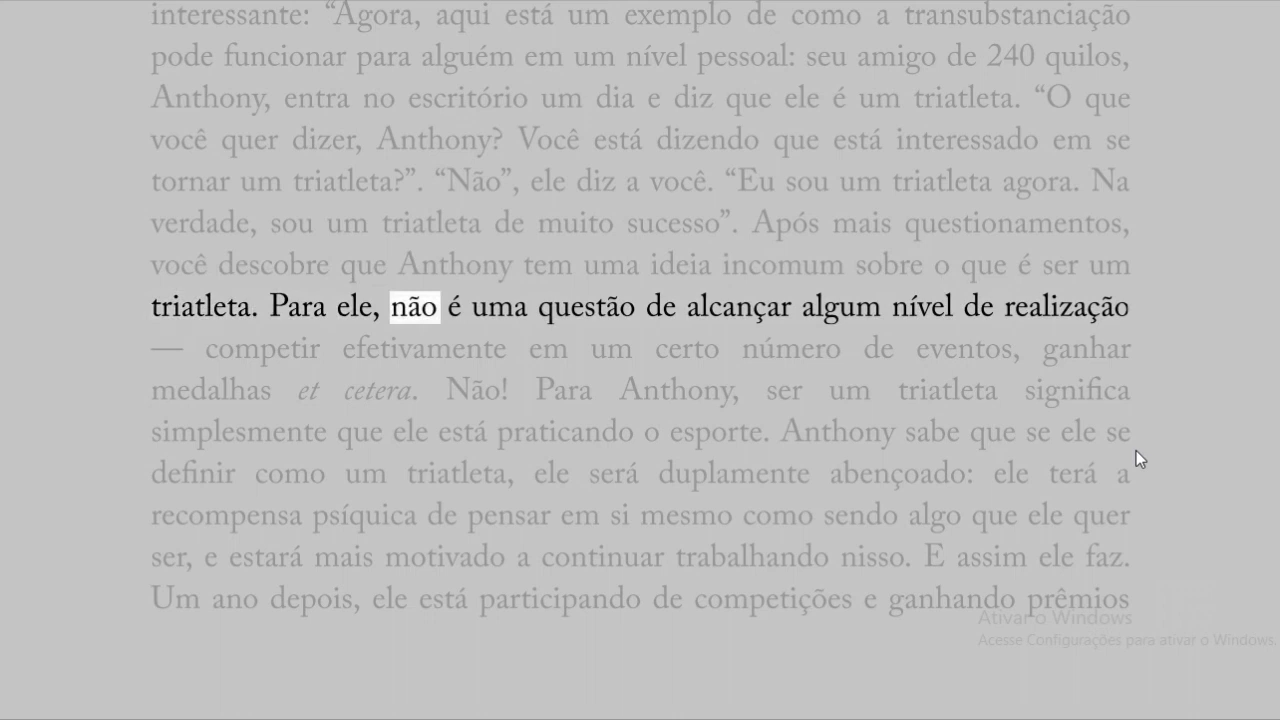 interessante: “Agora, aqui está um exemplo de como a transubstanciação
pode funcionar para alguém em um nível pessoal: seu amigo de 240 quilos,
Anthony, entra no escritório um dia e diz que ele é um triatleta. “O que
você quer dizer, Anthony? Você está dizendo que está interessado em se
tornar um triatleta?”. “Não”, ele diz a você. “Eu sou um triatleta agora. Na
verdade, sou um triatleta de muito sucesso”. Após mais questionamentos,
você descobre que Anthony tem uma ideia incomum sobre o que é ser um
triatleta. Para ele, não é uma questão de alcançar algum nível de realização
— competir efetivamente em um certo número de eventos, ganhar
medalhas et cetera. Não! Para Anthony, ser um triatleta significa
simplesmente que ele está praticando o esporte. Anthony sabe que se ele se
definir como um triatleta, ele será duplamente abençoado: ele terá a
recompensa psíquica de pensar em si mesmo como sendo algo que ele quer
ser, e estará mais motivado a continuar trabalhando nisso. E assim ele faz.
Um ano depois, ele está participando de competições e ganhando prêmios
Ativar o Windows
Acesse Configurações para ativar o Windows.